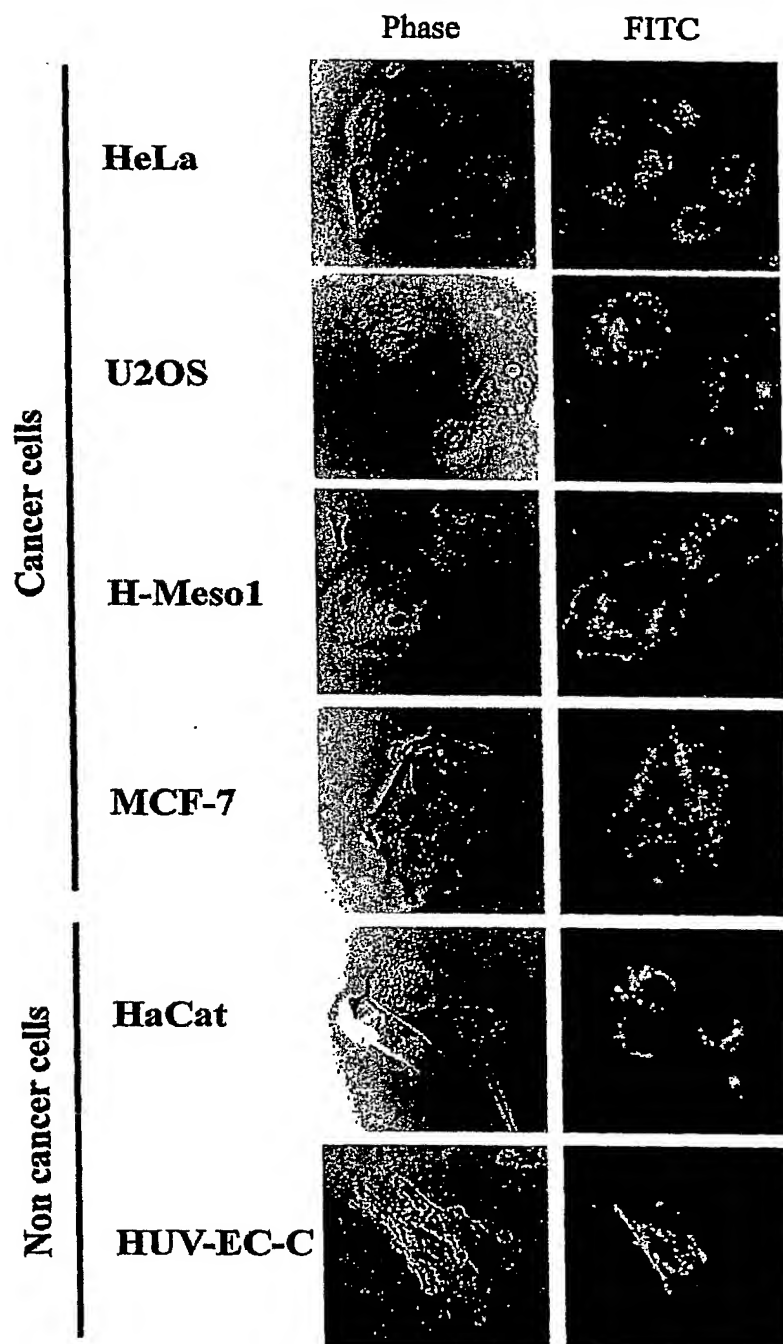 Phase FITC
Cancer cells
HeLa
U2OS
H-Meso1
MCF-7
Non cancer cells
HaCat
HUV-EC-C